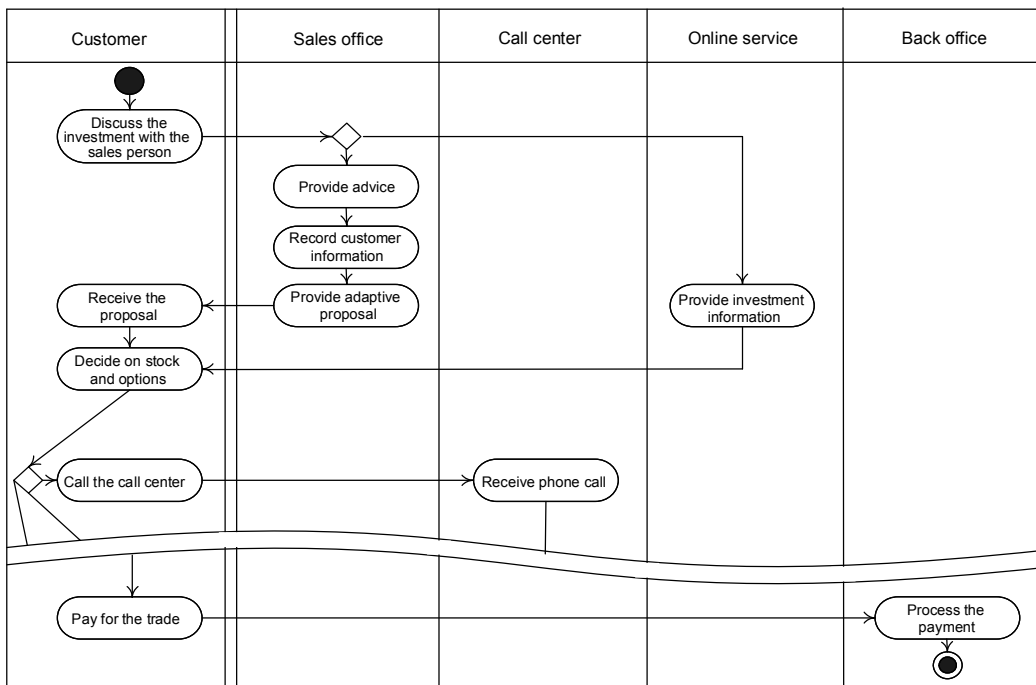 Customer
Sales office
Call center
Online service
Back office
Discuss the
investment with the
sales person
Provide advice
Record customer
information
Receive the
proposal
Provide adaptive
proposal
Provide investment
information
Decide on stock
and options
Call the call center
Receive phone call
Pay for the trade
Process the
payment